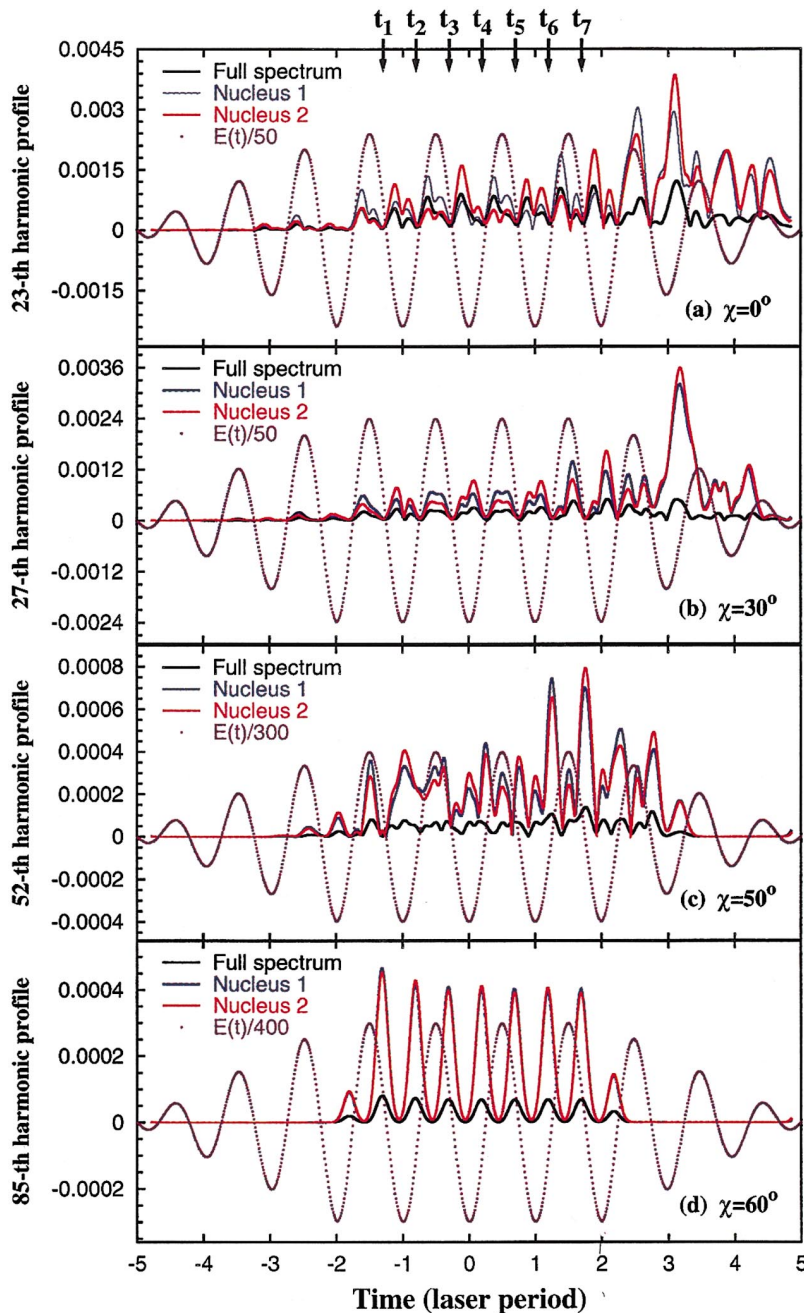 t1 t2 t3 t4 t5 t6 t7
0.0045
0.003
0.0015
0
-0.0015
23-th harmonic profile
Full spectrum
Nucleus 1
Nucleus 2
E(t)/50
(a) χ=0°
0.0036
0.0024
0.0012
0
-0.0012
-0.0024
27-th harmonic profile
Full spectrum
Nucleus 1
Nucleus 2
E(t)/50
(b) χ=30°
0.0008
0.0006
0.0004
0.0002
0
-0.0002
-0.0004
52-th harmonic profile
Full spectrum
Nucleus 1
Nucleus 2
E(t)/300
(c) χ=50°
0.0004
0.0002
0
-0.0002
85-th harmonic profile
Full spectrum
Nucleus 1
Nucleus 2
E(t)/400
(d) χ=60°
-5 -4 -3 -2 -1 0 1 2 3 4 5
Time (laser period)